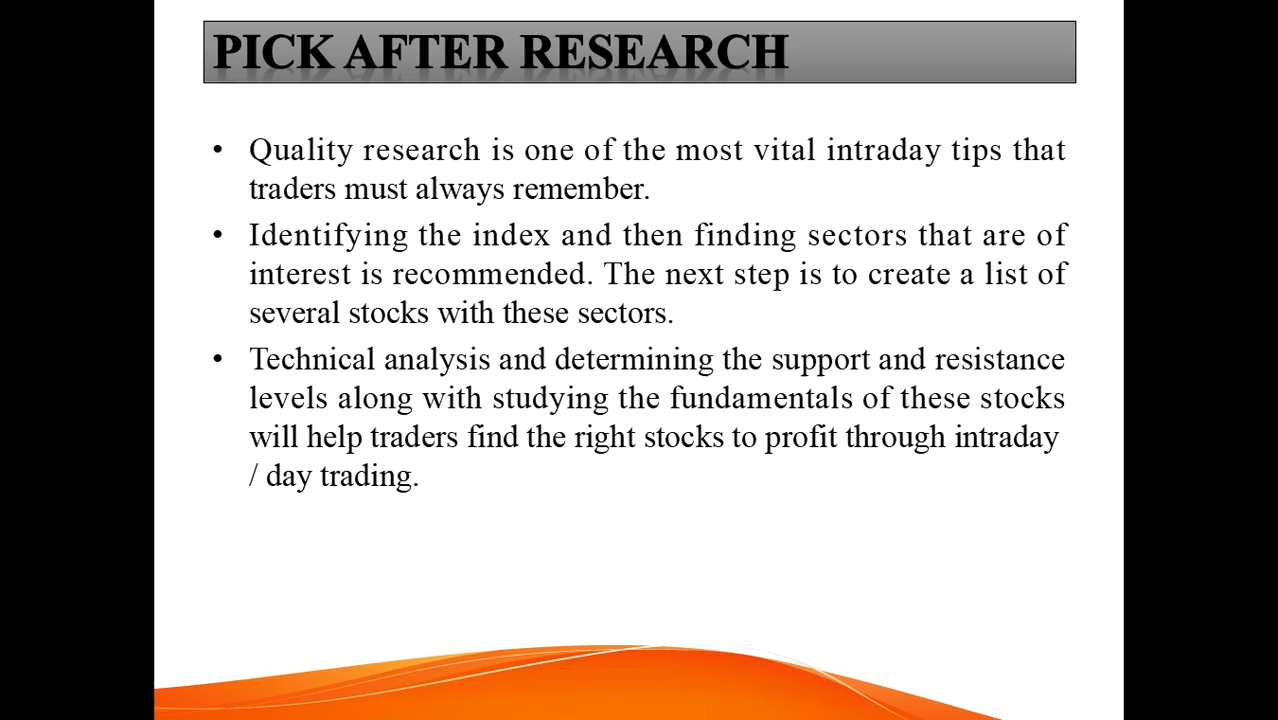 PICK AFTER RESEARCH
• Quality research is one of the most vital intraday tips that
traders must always remember.
• Identifying the index and then finding sectors that are of
interest is recommended. The next step is to create a list of
several stocks with these sectors.
• Technical analysis and determining the support and resistance
levels along with studying the fundamentals of these stocks
will help traders find the right stocks to profit through intraday
/ day trading.